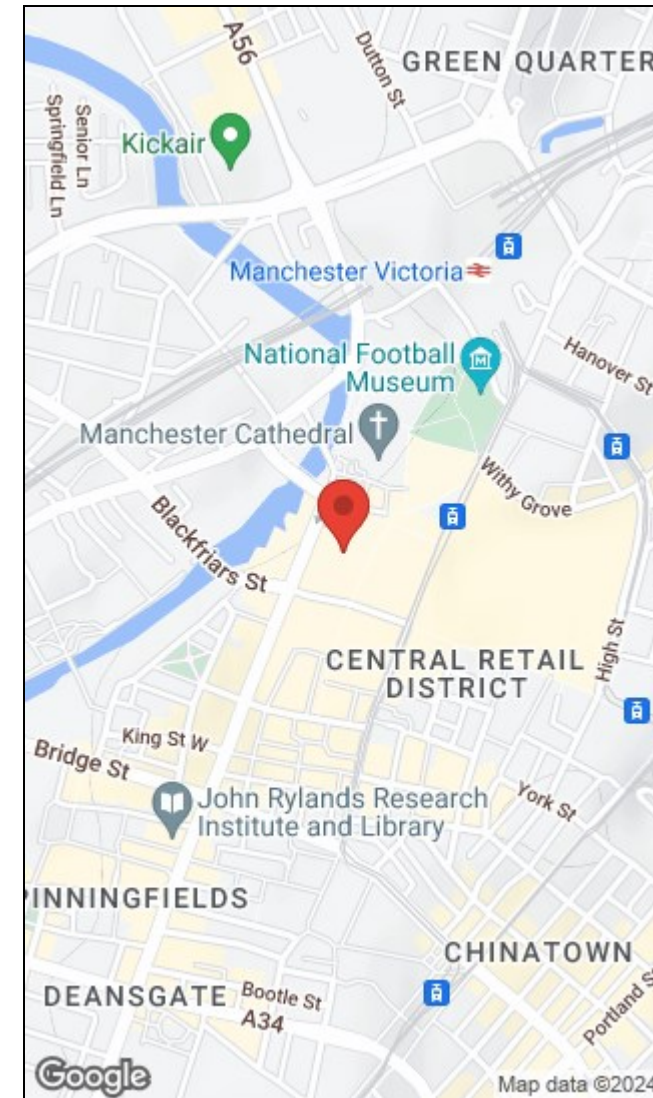 A56
Dutton St
GREEN QUARTER
Senior Ln
Springfield Ln
Kickair
Manchester Victoria
National Football
Museum
Hanover St
Manchester Cathedral
Withy Grove
Blackfriars St
CENTRAL RETAIL
DISTRICT
High St
King St W
Bridge St
York St
John Rylands Research
Institute and Library
PINNINGFIELDS
CHINATOWN
DEANSGATE
Bootle St
A34
Portland S
Google
Map data ©2024